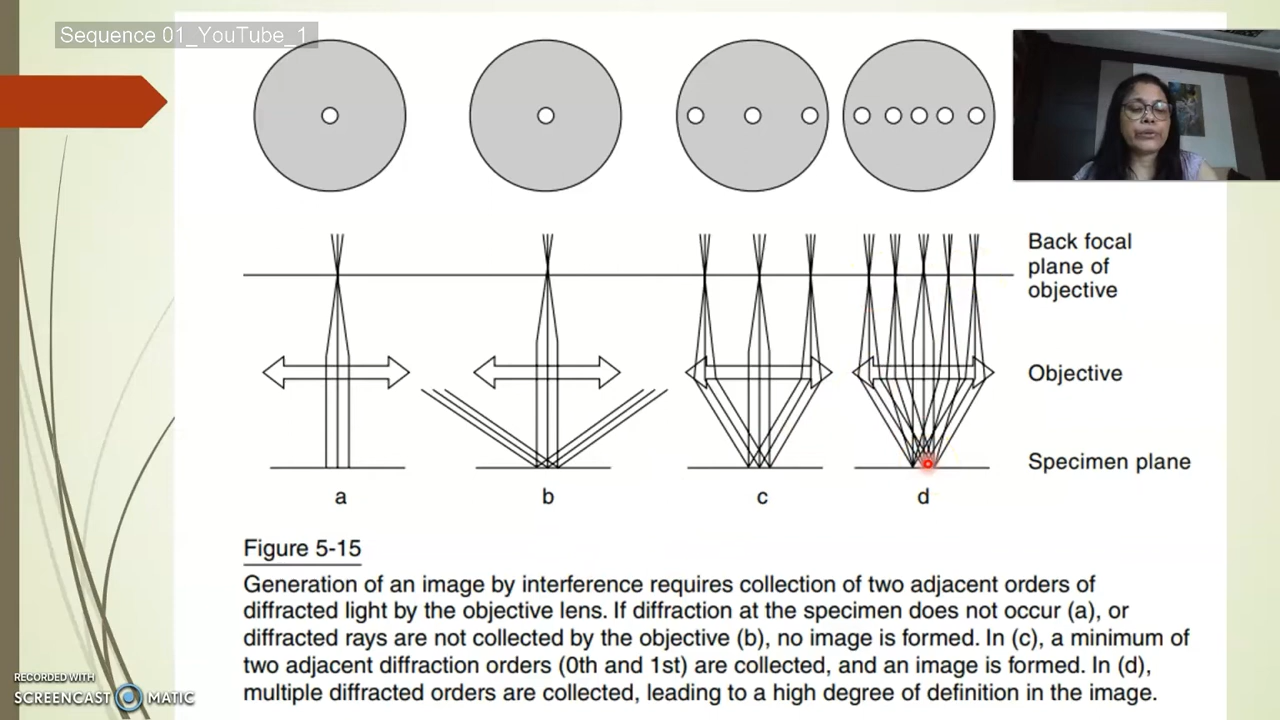 Sequence 01_YouTube_1
Back focal
plane of
objective
Objective
Specimen plane
a b c d
Figure 5-15
Generation of an image by interference requires collection of two adjacent orders of
diffracted light by the objective lens. If diffraction at the specimen does not occur (a), or
diffracted rays are not collected by the objective (b), no image is formed. In (c), a minimum of
two adjacent diffraction orders (0th and 1st) are collected, and an image is formed. In (d),
multiple diffracted orders are collected, leading to a high degree of definition in the image.
RECORDED WITH
SCREENCAST MATIC